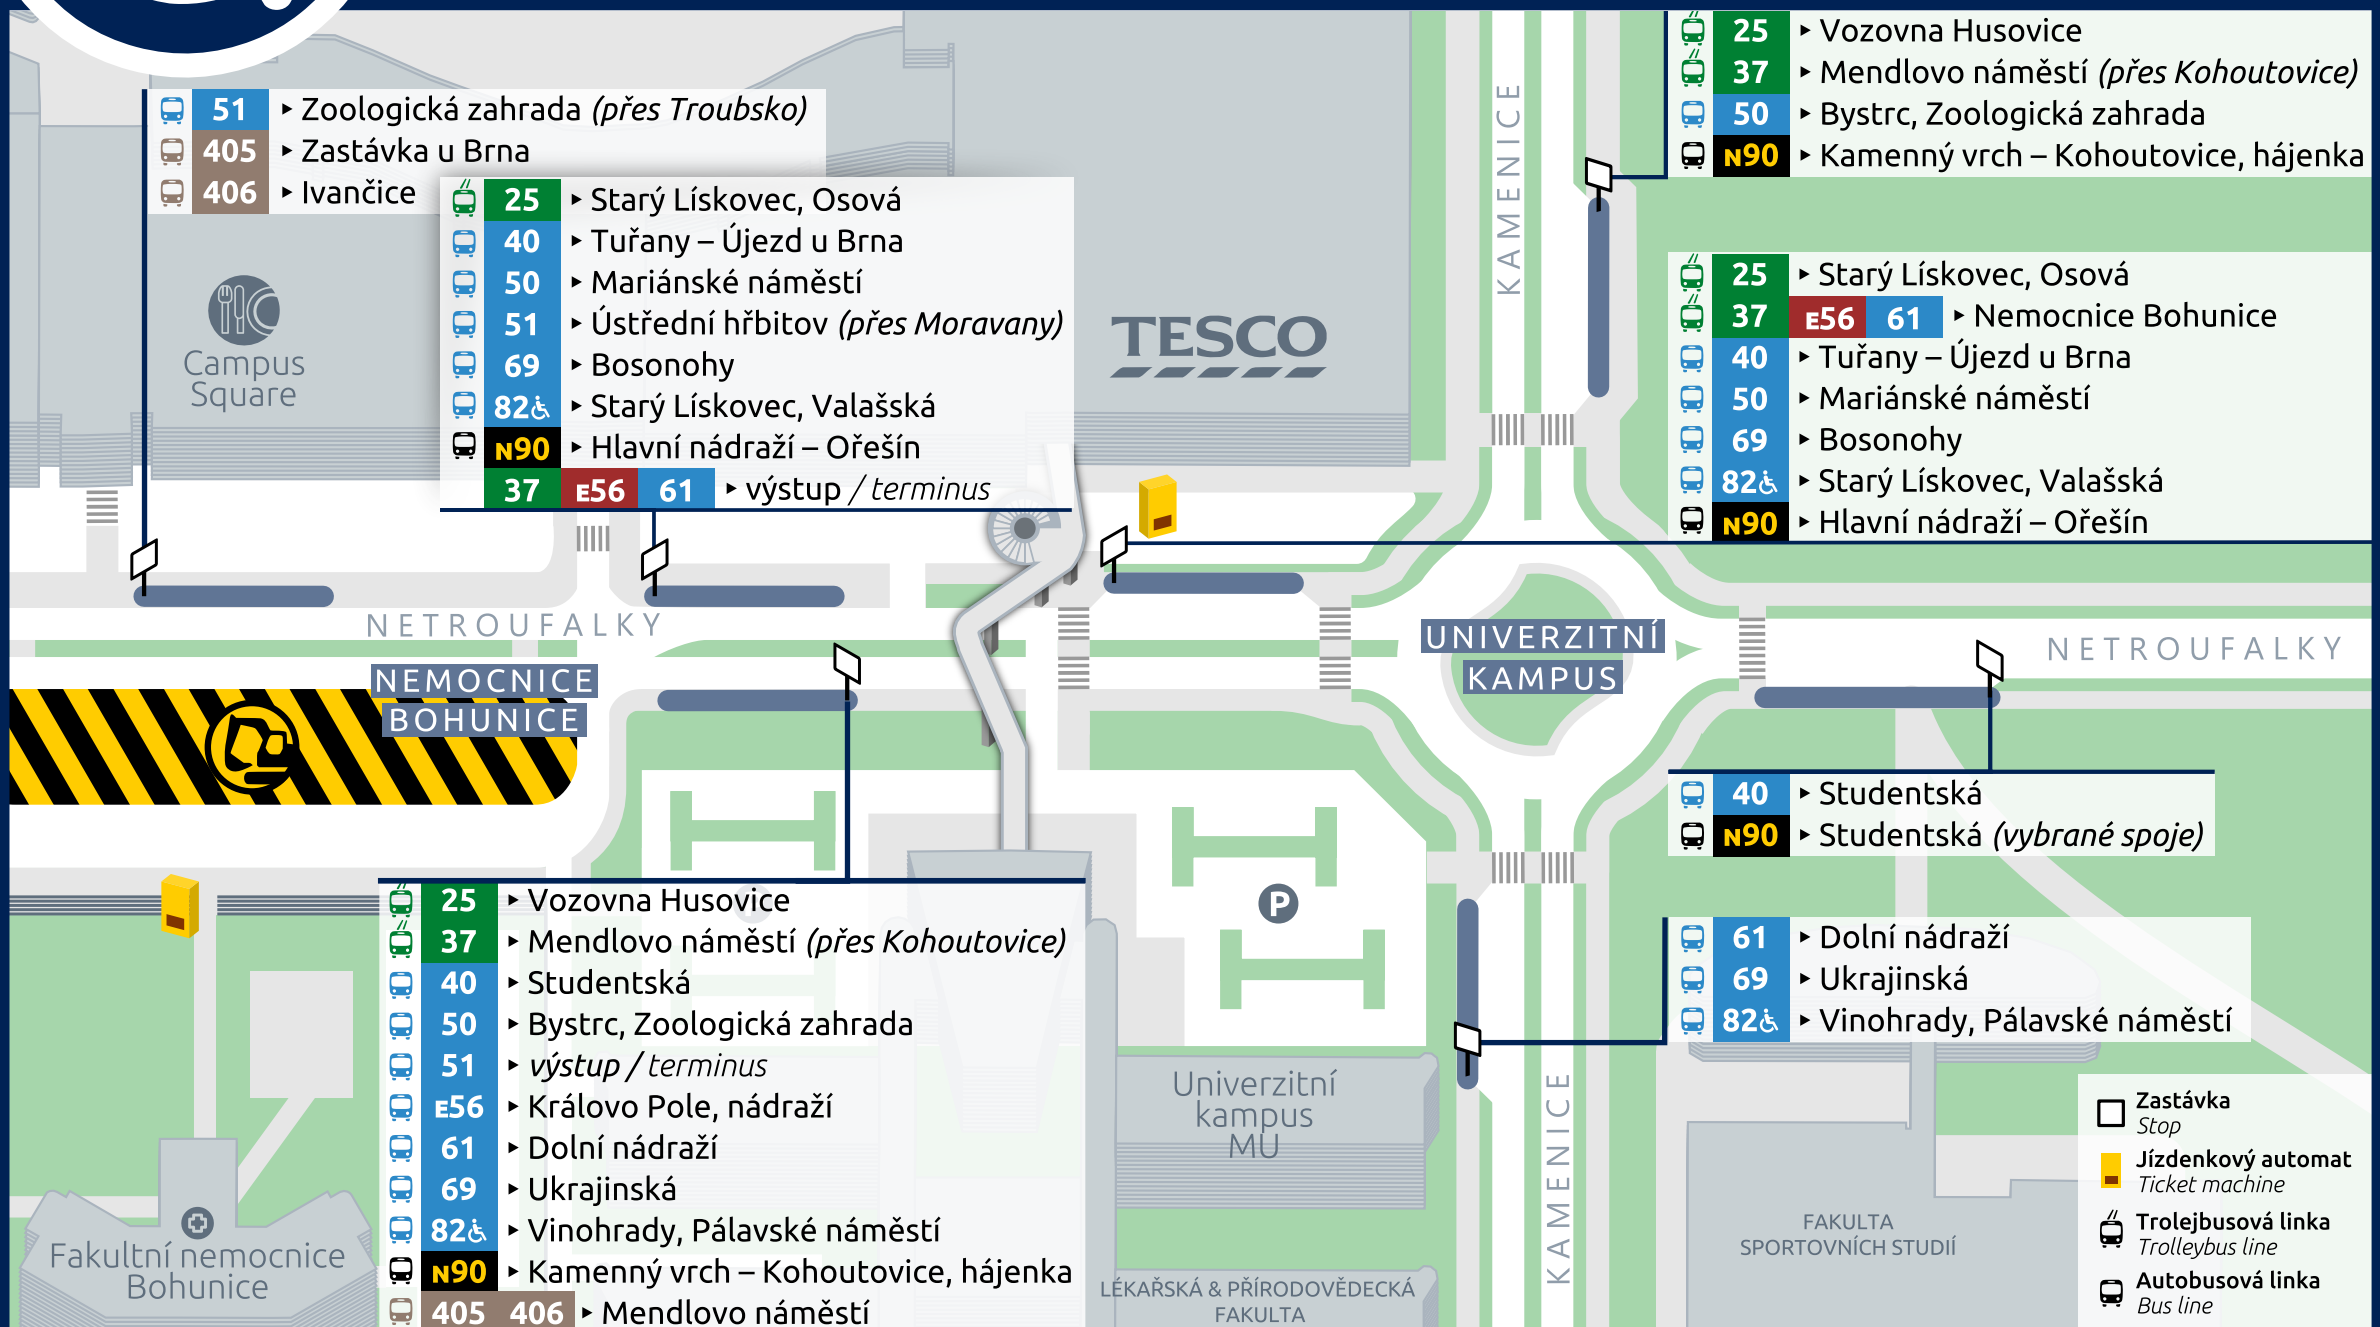 51 ▸ Zoologická zahrada (přes Troubsko)
405 ▸ Zastávka u Brna
406 ▸ Ivančice
25 ▸ Starý Lískovec, Osová
40 ▸ Tuřany – Újezd u Brna
50 ▸ Mariánské náměstí
51 ▸ Ústřední hřbitov (přes Moravany)
69 ▸ Bosonohy
82 ▸ Starý Lískovec, Valašská
N90 ▸ Hlavní nádraží – Ořešín
37 E56 61 ▸ výstup / terminus
25 ▸ Vozovna Husovice
37 ▸ Mendlovo náměstí (přes Kohoutovice)
50 ▸ Bystrc, Zoologická zahrada
N90 ▸ Kamenný vrch – Kohoutovice, hájenka
25 ▸ Starý Lískovec, Osová
37 E56 61 ▸ Nemocnice Bohunice
40 ▸ Tuřany – Újezd u Brna
50 ▸ Mariánské náměstí
69 ▸ Bosonohy
82 ▸ Starý Lískovec, Valašská
N90 ▸ Hlavní nádraží – Ořešín
Campus
Square
TESCO
KAMENICE
NETROUFALKY
NEMOCNICE
BOHUNICE
UNIVERZITNÍ
KAMPUS
NETROUFALKY
40 ▸ Studentská
N90 ▸ Studentská (vybrané spoje)
61 ▸ Dolní nádraží
69 ▸ Ukrajinská
82 ▸ Vinohrady, Pálavské náměstí
25 ▸ Vozovna Husovice
37 ▸ Mendlovo náměstí (přes Kohoutovice)
40 ▸ Studentská
50 ▸ Bystrc, Zoologická zahrada
51 ▸ výstup / terminus
E56 ▸ Královo Pole, nádraží
61 ▸ Dolní nádraží
69 ▸ Ukrajinská
82 ▸ Vinohrady, Pálavské náměstí
N90 ▸ Kamenný vrch – Kohoutovice, hájenka
405 406 ▸ Mendlovo náměstí
P
P
Univerzitní
kampus
MU
KAMENICE
Fakultní nemocnice
Bohunice
LÉKAŘSKÁ & PŘÍRODOVĚDECKÁ
FAKULTA
FAKULTA
SPORTOVNÍCH STUDIÍ
Zastávka
Stop
Jízdenkový automat
Ticket machine
Trolejbusová linka
Trolleybus line
Autobusová linka
Bus line